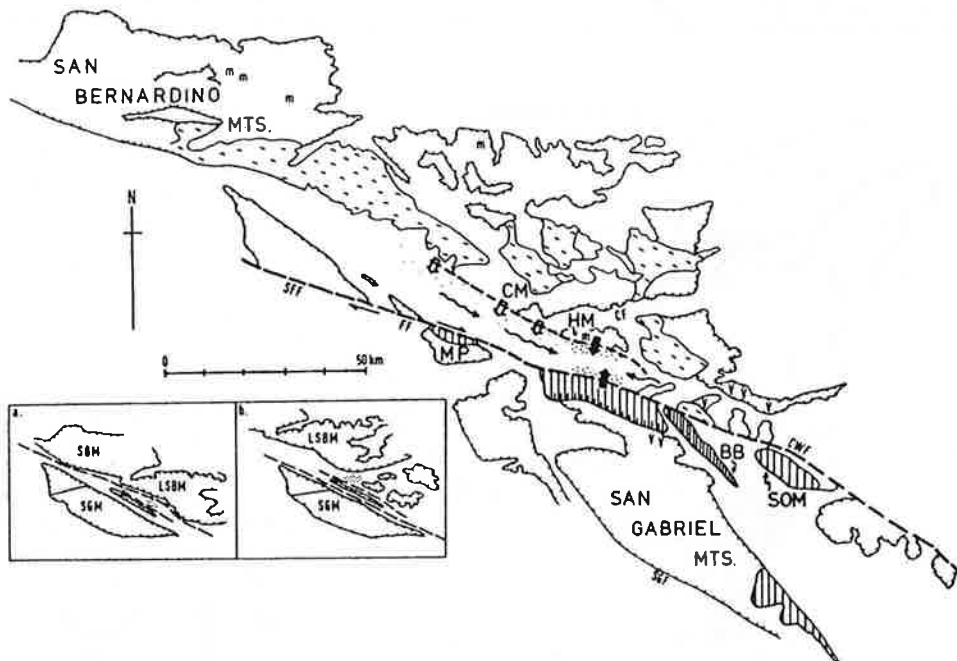 SAN
BERNARDINO
MTS.
m
m
m
m
N
SFF
FF
MP
CM
HM
m
CF
0 50 km
BB
?
SOM
CWF
SAN
GABRIEL
MTS.
SGF
a.
SBM
LSBM
SGM
b.
LSBM
SGM